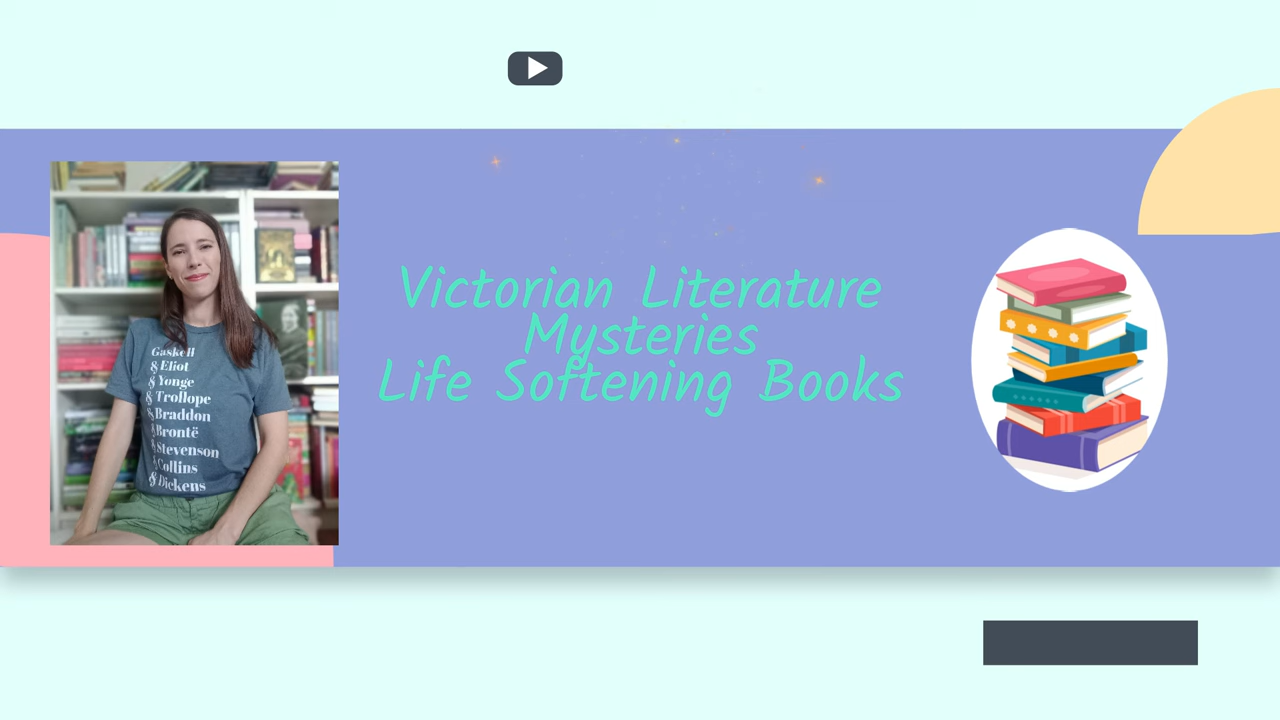 Victorian Literature
Mysteries
Life Softening Books
Gaskell
& Eliot
& Yonge
& Trollope
& Braddon
& Brontë
& Stevenson
& Collins
& Dickens